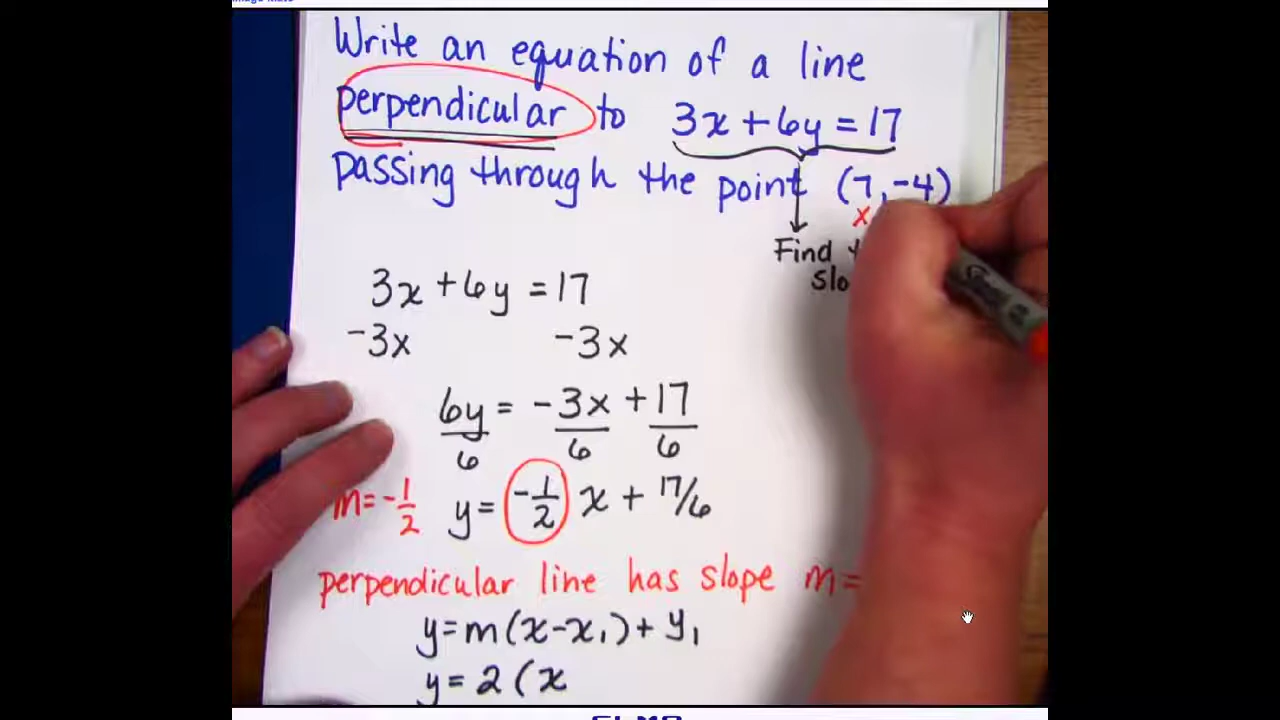 Write an equation of a line
perpendicular to 3x + 6y = 17
passing through the point (7, -4)
x
Find
3x + 6y = 17
-3x -3x
6y = -3x + 17
6 6 6
m = -1/2 y = -1/2 x + 17/6
perpendicular line has slope m =
y = m(x - x₁) + y₁
y = 2 (x